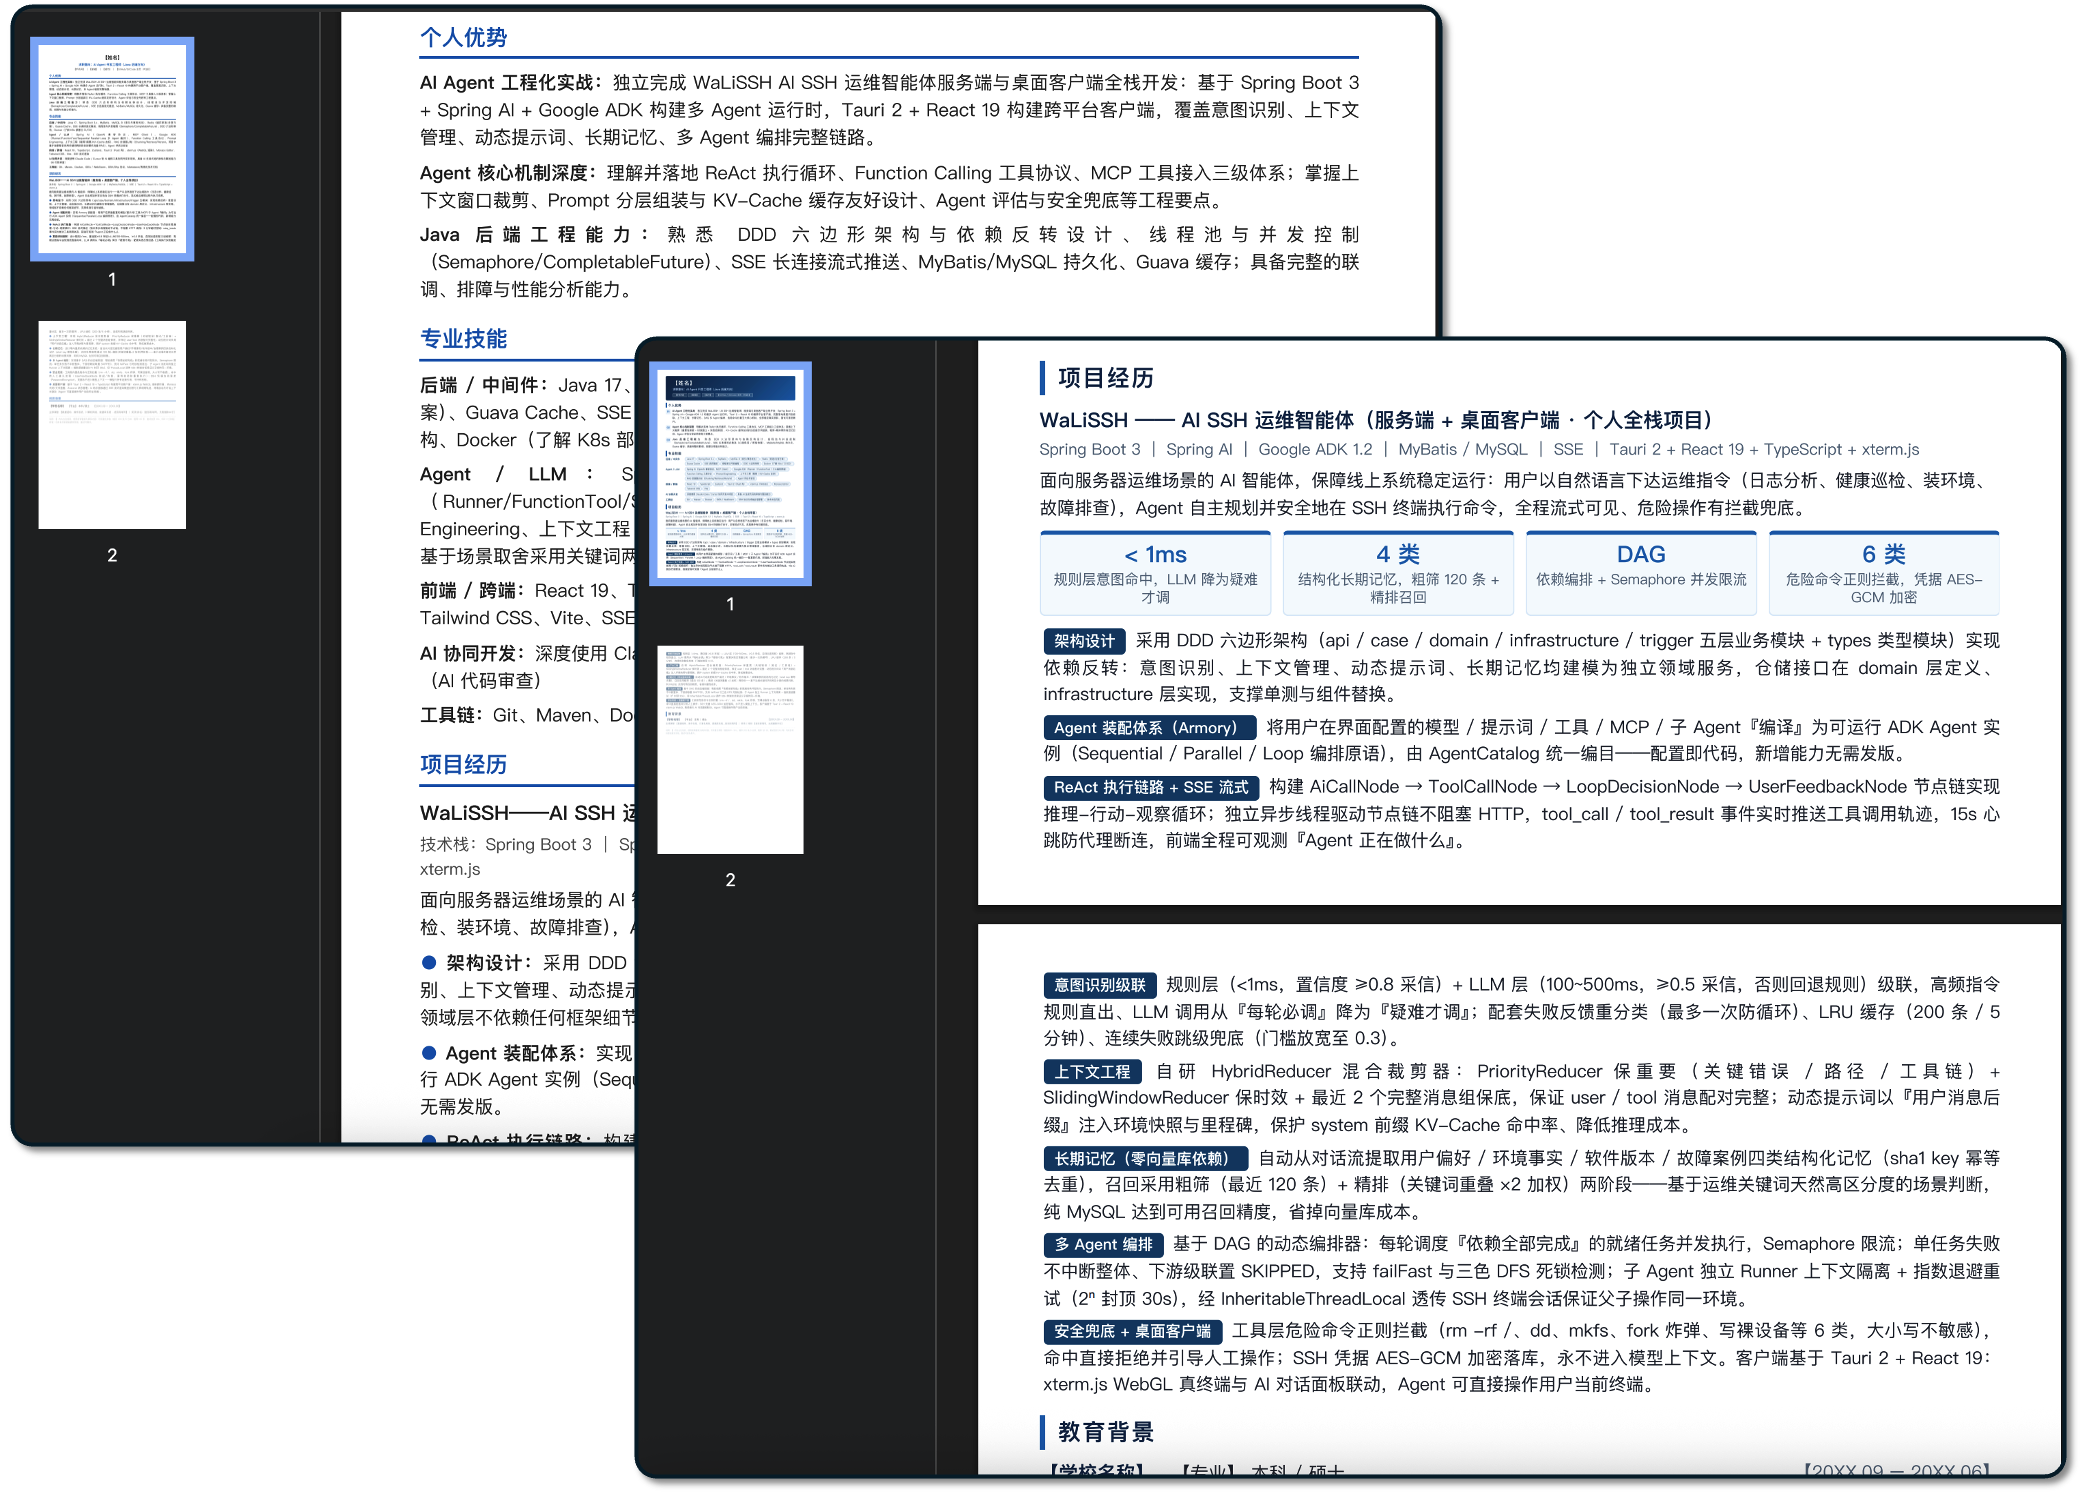 个人优势
AI Agent 工程化实战：独立完成 WaLiSSH AI SSH 运维智能体服务端与桌面客户端全栈开发：基于 Spring Boot 3
+ Spring AI + Google ADK 构建多 Agent 运行时，Tauri 2 + React 19 构建跨平台客户端，覆盖意图识别、上下文
管理、动态提示词、长期记忆、多 Agent 编排完整链路。
Agent 核心机制深度：理解并落地 ReAct 执行循环、Function Calling 工具协议、MCP 工具接入三级体系；掌握上
下文窗口裁剪、Prompt 分层组装与 KV-Cache 缓存友好设计、Agent 评估与安全兜底等工程要点。
Java 后端工程能力：熟悉 DDD 六边形架构与依赖反转设计、线程池与并发控制
（Semaphore/CompletableFuture）、SSE 长连接流式推送、MyBatis/MySQL 持久化、Guava 缓存；具备完整的联
调、排障与性能分析能力。
专业技能
后端 / 中间件：Java 17、
案）、Guava Cache、SSE
构、Docker（了解 K8s 部
Agent / LLM：S
（Runner/FunctionTool/S
Engineering、上下文工程
基于场景取舍采用关键词两
前端 / 跨端：React 19、T
Tailwind CSS、Vite、SSE
AI 协同开发：深度使用 Cla
（AI 代码审查）
工具链：Git、Maven、Do
项目经历
WaLiSSH——AI SSH 运
技术栈：Spring Boot 3 | Sp
xterm.js
面向服务器运维场景的 AI 智
检、装环境、故障排查），A
● 架构设计：采用 DDD
别、上下文管理、动态提示
领域层不依赖任何框架细节
● Agent 装配体系：实现
行 ADK Agent 实例（Sequ
无需发版。
● ReAct 执行链路：构建
1
2
项目经历
WaLiSSH —— AI SSH 运维智能体（服务端 + 桌面客户端 · 个人全栈项目）
Spring Boot 3 | Spring AI | Google ADK 1.2 | MyBatis / MySQL | SSE | Tauri 2 + React 19 + TypeScript + xterm.js
面向服务器运维场景的 AI 智能体，保障线上系统稳定运行：用户以自然语言下达运维指令（日志分析、健康巡检、装环境、
故障排查），Agent 自主规划并安全地在 SSH 终端执行命令，全程流式可见、危险操作有拦截兜底。
< 1ms
规则层意图命中，LLM 降为疑难
才调
4 类
结构化长期记忆，粗筛 120 条 +
精排召回
DAG
依赖编排 + Semaphore 并发限流
6 类
危险命令正则拦截，凭据 AES-
GCM 加密
架构设计 采用 DDD 六边形架构（api / case / domain / infrastructure / trigger 五层业务模块 + types 类型模块）实现
依赖反转：意图识别、上下文管理、动态提示词、长期记忆均建模为独立领域服务，仓储接口在 domain 层定义、
infrastructure 层实现，支撑单测与组件替换。
Agent 装配体系（Armory） 将用户在界面配置的模型 / 提示词 / 工具 / MCP / 子 Agent『编译』为可运行 ADK Agent 实
例（Sequential / Parallel / Loop 编排原语），由 AgentCatalog 统一编目——配置即代码，新增能力无需发版。
ReAct 执行链路 + SSE 流式 构建 AiCallNode → ToolCallNode → LoopDecisionNode → UserFeedbackNode 节点链实现
推理-行动-观察循环；独立异步线程驱动节点链不阻塞 HTTP，tool_call / tool_result 事件实时推送工具调用轨迹，15s 心
跳防代理断连，前端全程可观测『Agent 正在做什么』。
意图识别级联 规则层（<1ms，置信度 ≥0.8 采信）+ LLM 层（100~500ms，≥0.5 采信，否则回退规则）级联，高频指令
规则直出、LLM 调用从『每轮必调』降为『疑难才调』；配套失败反馈重分类（最多一次防循环）、LRU 缓存（200 条 / 5
分钟）、连续失败跳级兜底（门槛放宽至 0.3）。
上下文工程 自研 HybridReducer 混合裁剪器：PriorityReducer 保重要（关键错误 / 路径 / 工具链）+
SlidingWindowReducer 保时效 + 最近 2 个完整消息组保底，保证 user / tool 消息配对完整；动态提示词以『用户消息后
缀』注入环境快照与里程碑，保护 system 前缀 KV-Cache 命中率、降低推理成本。
长期记忆（零向量库依赖） 自动从对话流提取用户偏好 / 环境事实 / 软件版本 / 故障案例四类结构化记忆（sha1 key 幂等
去重），召回采用粗筛（最近 120 条）+ 精排（关键词重叠 ×2 加权）两阶段——基于运维关键词天然高区分度的场景判断，
纯 MySQL 达到可用召回精度，省掉向量库成本。
多 Agent 编排 基于 DAG 的动态编排器：每轮调度『依赖全部完成』的就绪任务并发执行，Semaphore 限流；单任务失败
不中断整体、下游级联置 SKIPPED，支持 failFast 与三色 DFS 死锁检测；子 Agent 独立 Runner 上下文隔离 + 指数退避重
试（2ⁿ 封顶 30s），经 InheritableThreadLocal 透传 SSH 终端会话保证父子操作同一环境。
安全兜底 + 桌面客户端 工具层危险命令正则拦截（rm -rf /、dd、mkfs、fork 炸弹、写裸设备等 6 类，大小写不敏感），
命中直接拒绝并引导人工操作；SSH 凭据 AES-GCM 加密落库，永不进入模型上下文。客户端基于 Tauri 2 + React 19：
xterm.js WebGL 真终端与 AI 对话面板联动，Agent 可直接操作用户当前终端。
教育背景
【学校名称】 【专业】 本科 / 硕士 【20XX.09 — 20XX.06】
1
2